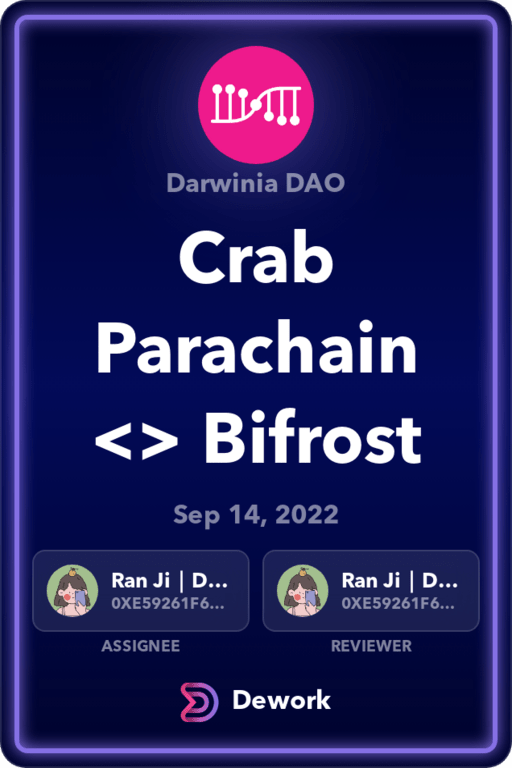 Darwinia DAO
Crab
Parachain
<> Bifrost
Sep 14, 2022
Ran Ji | D...
0XE59261F6...
ASSIGNEE
Ran Ji | D...
0XE59261F6...
REVIEWER
Dework